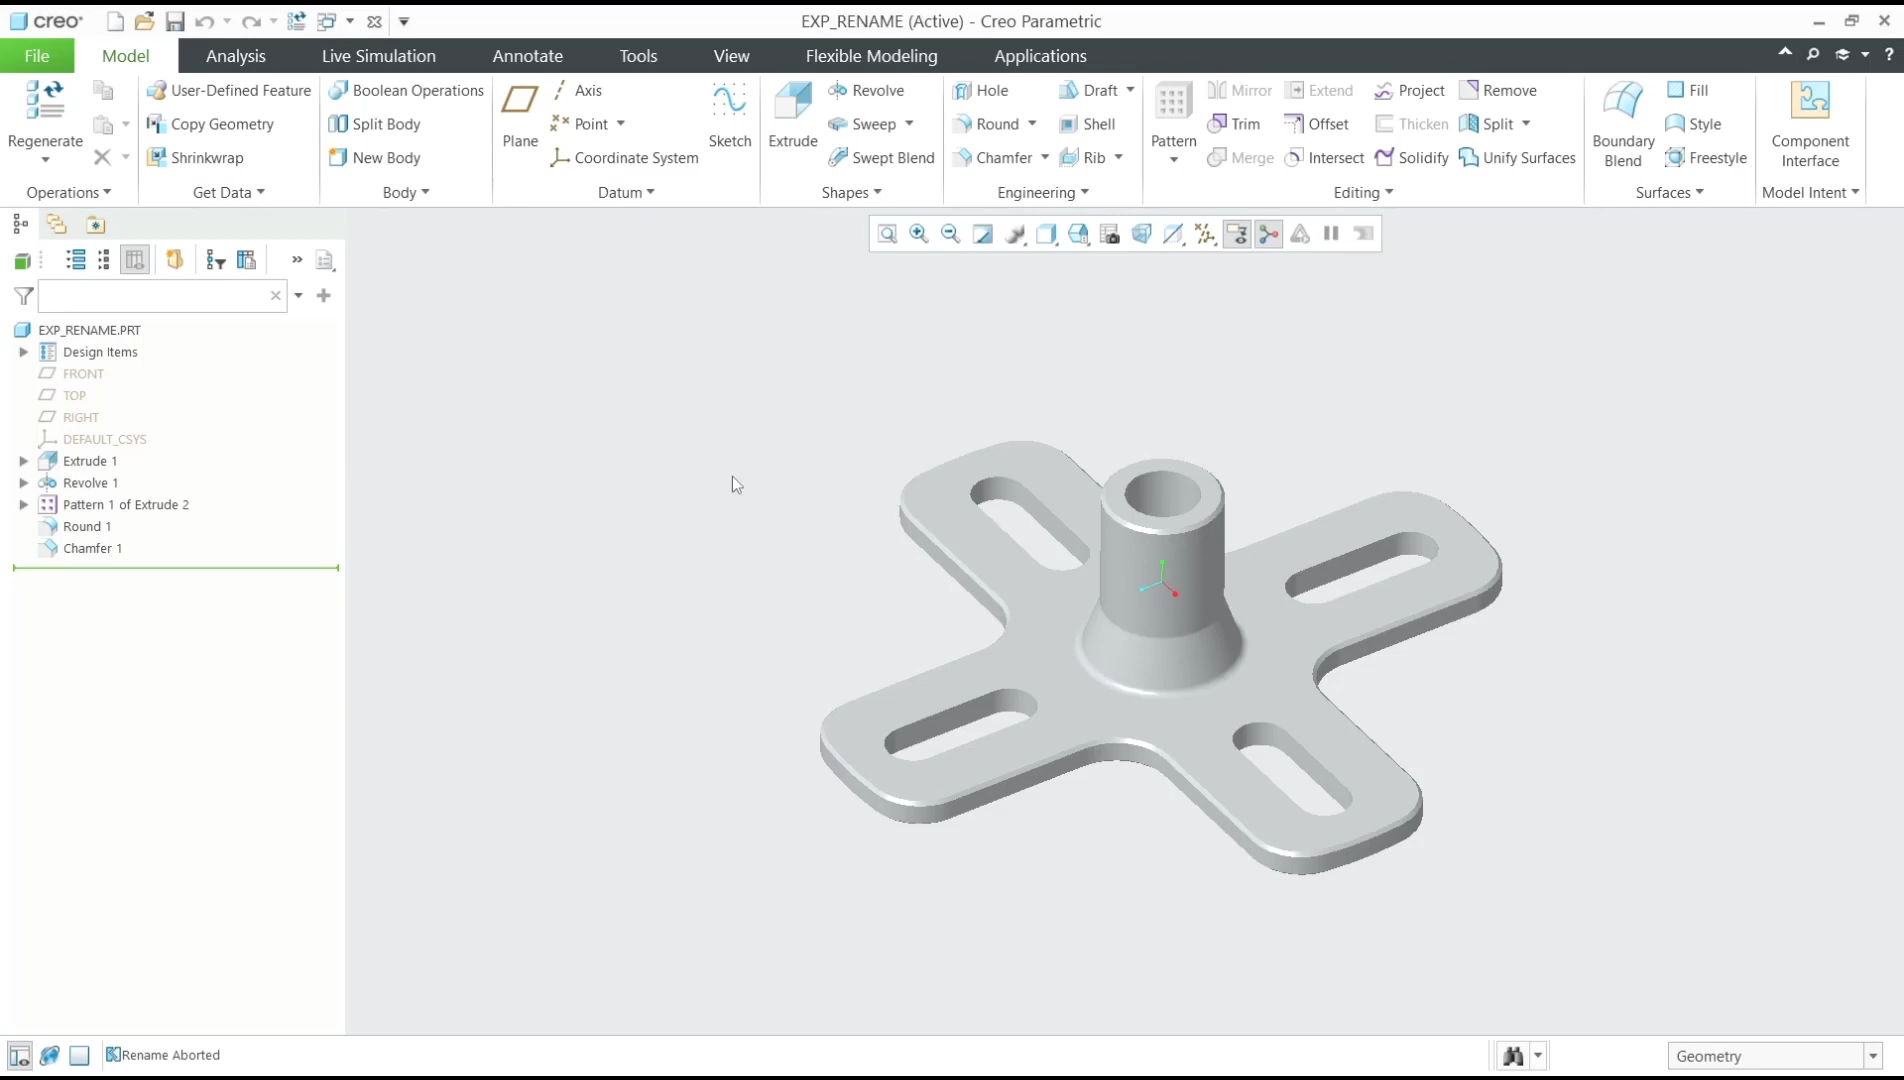 creo
EXP_RENAME (Active) - Creo Parametric
File Model Analysis Live Simulation Annotate Tools View Flexible Modeling Applications
Regenerate
Operations
User-Defined Feature
Copy Geometry
Shrinkwrap
Get Data
Boolean Operations
Split Body
New Body
Body
Plane
Axis
Point
Coordinate System
Sketch
Datum
Extrude
Revolve
Sweep
Swept Blend
Shapes
Hole
Round
Chamfer
Draft
Shell
Rib
Engineering
Pattern
Mirror
Trim
Merge
Extend
Offset
Intersect
Project
Thicken
Solidify
Remove
Split
Unify Surfaces
Editing
Boundary
Blend
Fill
Style
Freestyle
Surfaces
Component
Interface
Model Intent
EXP_RENAME.PRT
Design Items
FRONT
TOP
RIGHT
DEFAULT_CSYS
Extrude 1
Revolve 1
Pattern 1 of Extrude 2
Round 1
Chamfer 1
Rename Aborted
Geometry